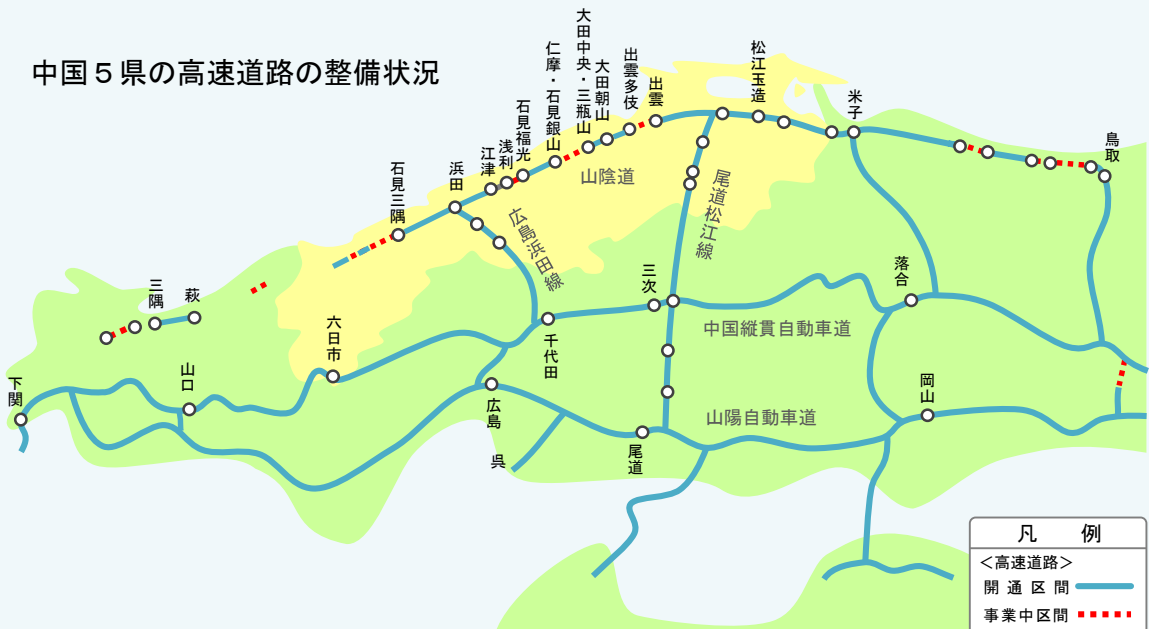 中国５県の高速道路の整備状況
大田中央・三瓶山
仁摩・石見銀山
大田朝山
出雲多伎
出雲
松江玉造
米子
鳥取
石見福光
浅利
江津
浜田
石見三隅
山陰道
尾道松江線
広島浜田線
三隅
萩
六日市
三次
落合
中国縦貫自動車道
千代田
山口
下関
広島
岡山
山陽自動車道
呉
尾道
凡　例
＜高速道路＞
開通区間
事業中区間